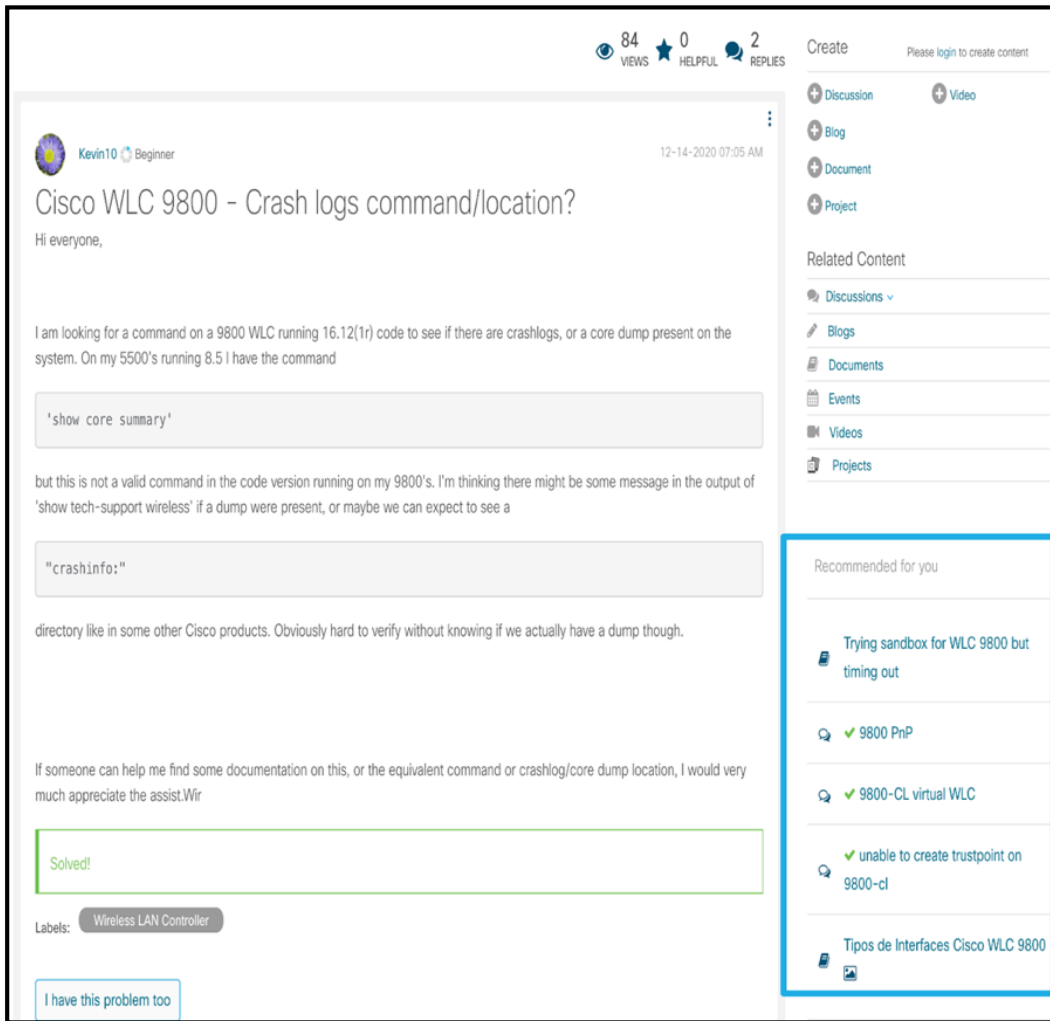 84
VIEWS
0
HELPFUL
2
REPLIES
Kevin10 Beginner
12-14-2020 07:05 AM
Cisco WLC 9800 - Crash logs command/location?
Hi everyone,
I am looking for a command on a 9800 WLC running 16.12(1r) code to see if there are crashlogs, or a core dump present on the
system. On my 5500's running 8.5 I have the command
'show core summary'
but this is not a valid command in the code version running on my 9800's. I'm thinking there might be some message in the output of
'show tech-support wireless' if a dump were present, or maybe we can expect to see a
"crashinfo:"
directory like in some other Cisco products. Obviously hard to verify without knowing if we actually have a dump though.
If someone can help me find some documentation on this, or the equivalent command or crashlog/core dump location, I would very
much appreciate the assist.Wir
Solved!
Labels: Wireless LAN Controller
I have this problem too
Create
Please login to create content
Discussion
Video
Blog
Document
Project
Related Content
Discussions
Blogs
Documents
Events
Videos
Projects
Recommended for you
Trying sandbox for WLC 9800 but
timing out
9800 PnP
9800-CL virtual WLC
unable to create trustpoint on
9800-cl
Tipos de Interfaces Cisco WLC 9800